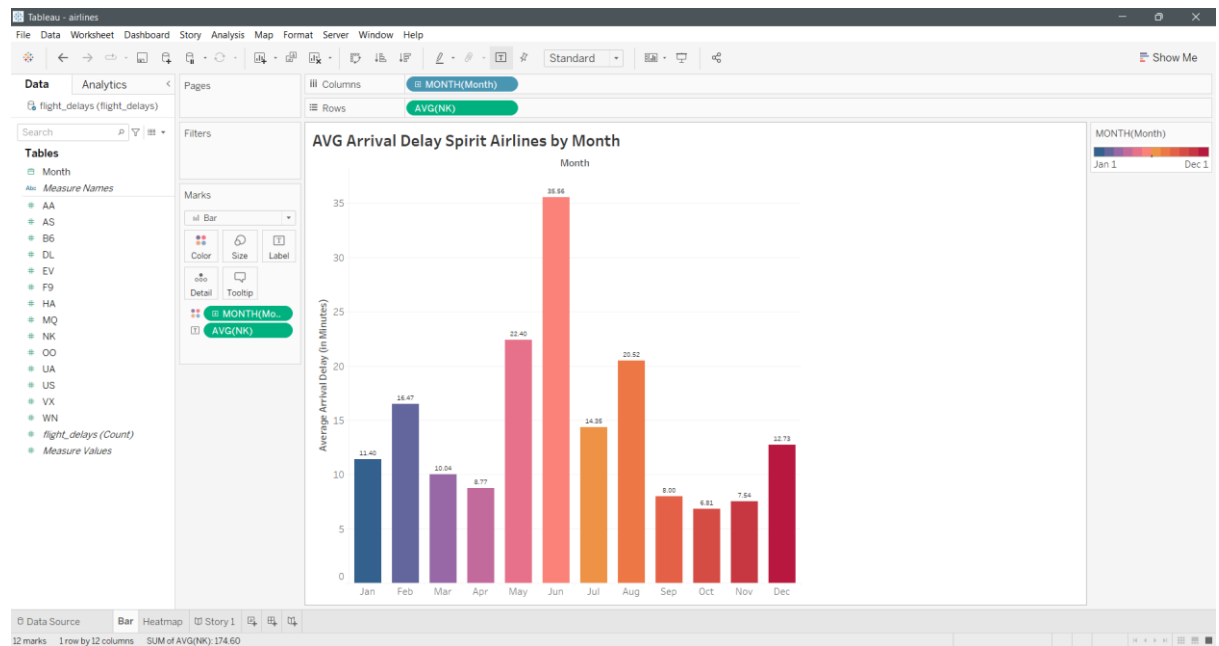 Tableau - airlines
File Data Worksheet Dashboard Story Analysis Map Format Server Window Help
Standard
Show Me
Data Analytics
Pages
Columns
MONTH(Month)
flight_delays (flight_delays)
Rows
AVG(NK)
Search
Filters
AVG Arrival Delay Spirit Airlines by Month
MONTH(Month)
Tables
Month
Jan 1 Dec 1
Month
Abc Measure Names
Marks
35.56
AA
35
AS
Bar
B6
DL
Color Size Label
30
EV
F9
Detail Tooltip
HA
MONTH(Mo..
25
MQ
NK
AVG(NK)
22.40
OO
20.52
UA
20
US
VX
16.47
WN
15
14.35
flight_delays (Count)
12.73
Measure Values
11.40
10.04
10
8.77
8.00
7.54
6.81
5
0
Average Arrival Delay (in Minutes)
Jan Feb Mar Apr May Jun Jul Aug Sep Oct Nov Dec
Data Source Bar Heatmap Story 1
12 marks 1 row by 12 columns SUM of AVG(NK): 174.60